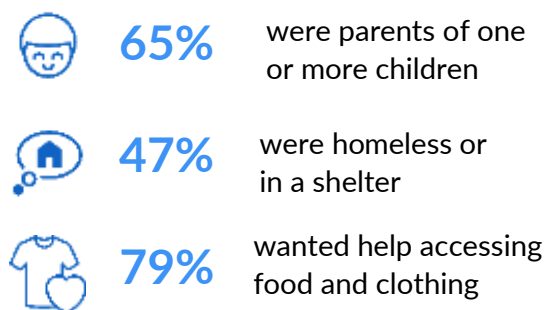 65%
were parents of one
or more children
47%
were homeless or
in a shelter
79%
wanted help accessing
food and clothing